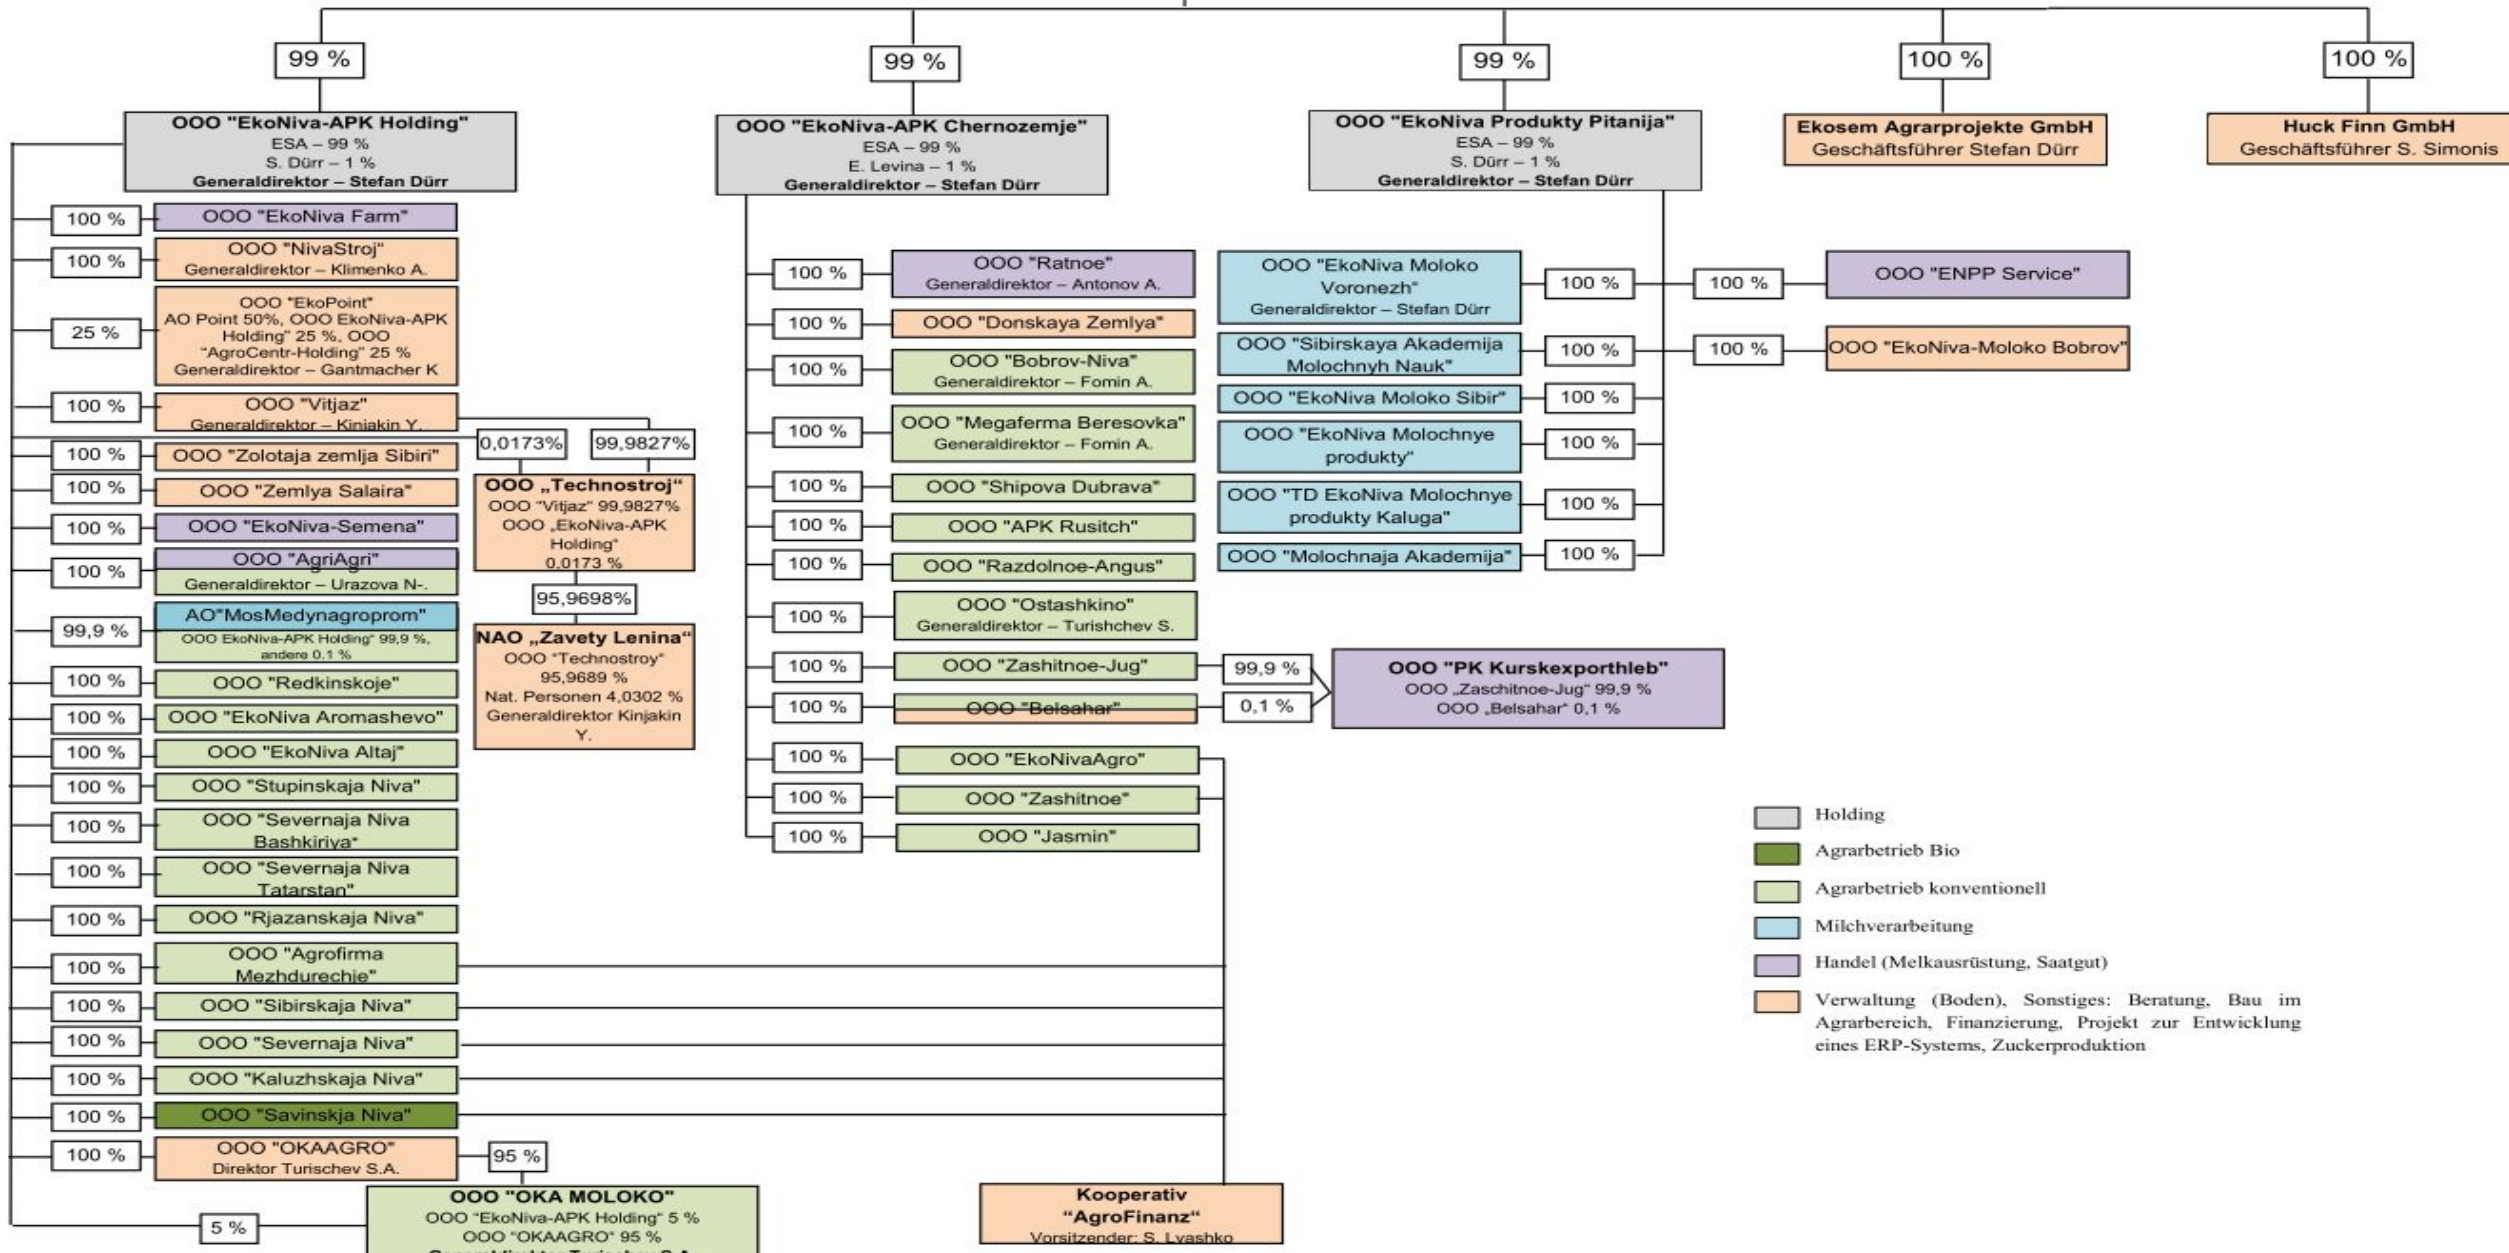 99 %
99 %
99 %
100 %
100 %
OOO "EkoNiva-APK Holding"
ESA – 99 %
S. Dürr – 1 %
Generaldirektor – Stefan Dürr
100 %
OOO "EkoNiva Farm"
100 %
OOO "NivaStroj"
Generaldirektor – Klimenko A.
25 %
OOO "EkoPoint"
AO Point 50%, OOO EkoNiva-APK
Holding" 25 %, OOO
"AgroCentr-Holding" 25 %
Generaldirektor – Gantmacher K
100 %
OOO "Vitjaz"
Generaldirektor – Kinjakin Y.
0,0173%
99,9827%
OOO „Technostroj“
OOO "Vitjaz" 99,9827%
OOO „EkoNiva-APK
Holding“
0,0173 %
95,9698%
NAO „Zavety Lenina“
OOO "Technostroy"
95,9689 %
Nat. Personen 4,0302 %
Generaldirektor Kinjakin
Y.
100 %
OOO "Zolotaja zemlja Sibiri"
100 %
OOO "Zemlya Salaira"
100 %
OOO "EkoNiva-Semena"
100 %
OOO "AgriAgri"
Generaldirektor – Urazova N-.
99,9 %
AO"MosMedynagroprom"
OOO EkoNiva-APK Holding" 99,9 %,
andere 0.1 %
100 %
OOO "Redkinskoje"
100 %
OOO "EkoNiva Aromashevo"
100 %
OOO "EkoNiva Altaj"
100 %
OOO "Stupinskaja Niva"
100 %
OOO "Severnaja Niva
Bashkiriya"
100 %
OOO "Severnaja Niva
Tatarstan"
100 %
OOO "Rjazanskaja Niva"
100 %
OOO "Agrofirma
Mezhdurechje"
100 %
OOO "Sibirskaja Niva"
100 %
OOO "Severnaja Niva"
100 %
OOO "Kaluzhskaja Niva"
100 %
OOO "Savinskja Niva"
100 %
OOO "OKAAGRO"
Direktor Turischev S.A.
95 %
5 %
OOO "OKA MOLOKO"
OOO "EkoNiva-APK Holding" 5 %
OOO "OKAAGRO" 95 %
Generaldirektor Turischev S.A.
OOO "EkoNiva-APK Chernozemje"
ESA – 99 %
E. Levina – 1 %
Generaldirektor – Stefan Dürr
100 %
OOO "Ratnoe"
Generaldirektor – Antonov A.
100 %
OOO "Donskaya Zemlya"
100 %
OOO "Bobrov-Niva"
Generaldirektor – Fomin A.
100 %
OOO "Megaferma Beresovka"
Generaldirektor – Fomin A.
100 %
OOO "Shipova Dubrava"
100 %
OOO "APK Rusitch"
100 %
OOO "Razdolnoe-Angus"
100 %
OOO "Ostashkino"
Generaldirektor – Turishchev S.
100 %
OOO "Zashitnoe-Jug"
99,9 %
100 %
OOO "Belsahar"
0,1 %
OOO "PK Kurskexporthleb"
OOO „Zaschitnoe-Jug" 99,9 %
OOO „Belsahar" 0,1 %
100 %
OOO "EkoNivaAgro"
100 %
OOO "Zashitnoe"
100 %
OOO "Jasmin"
Kooperativ
“AgroFinanz“
Vorsitzender: S. Lyashko
OOO "EkoNiva Produkty Pitanija"
ESA – 99 %
S. Dürr – 1 %
Generaldirektor – Stefan Dürr
OOO "EkoNiva Moloko
Voronezh"
Generaldirektor – Stefan Dürr
100 %
100 %
OOO "ENPP Service"
OOO "Sibirskaya Akademija
Molochnyh Nauk"
100 %
100 %
OOO "EkoNiva-Moloko Bobrov"
OOO "EkoNiva Moloko Sibir"
100 %
OOO "EkoNiva Molochnye
produkty"
100 %
OOO "TD EkoNiva Molochnye
produkty Kaluga"
100 %
OOO "Molochnaja Akademija"
100 %
Ekosem Agrarprojekte GmbH
Geschäftsführer Stefan Dürr
Huck Finn GmbH
Geschäftsführer S. Simonis
Holding
Agrarbetrieb Bio
Agrarbetrieb konventionell
Milchverarbeitung
Handel (Melkausrüstung, Saatgut)
Verwaltung (Boden), Sonstiges: Beratung, Bau im
Agrarbereich, Finanzierung, Projekt zur Entwicklung
eines ERP-Systems, Zuckerproduktion